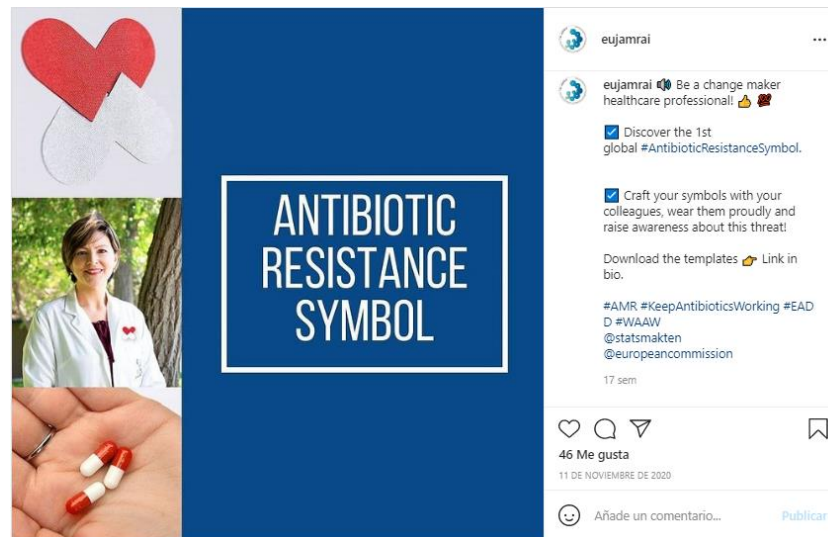 ANTIBIOTIC
RESISTANCE
SYMBOL
eujamrai
eujamrai 🔊 Be a change maker
healthcare professional! 👍 💯
☑ Discover the 1st
global #AntibioticResistanceSymbol.
☑ Craft your symbols with your
colleagues, wear them proudly and
raise awareness about this threat!
Download the templates 👉 Link in
bio.
#AMR #KeepAntibioticsWorking #EAD
D #WAAW
@statsmakten
@europeancommission
17 sem
46 Me gusta
11 DE NOVIEMBRE DE 2020
Añade un comentario...
Publicar